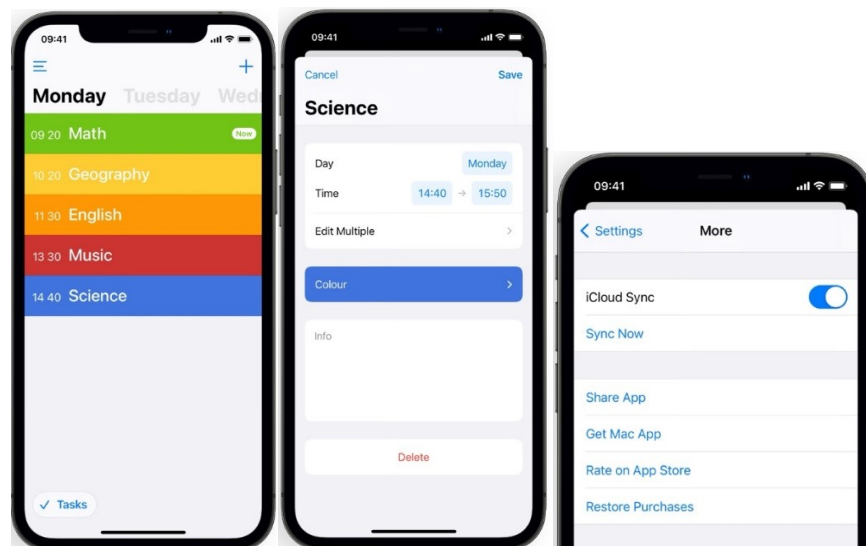 09:41
Monday Tuesday Wed
09 20 Math Now
10 20 Geography
11 30 English
13 30 Music
14 40 Science
✓ Tasks
09:41
Cancel Save
Science
Day Monday
Time 14:40 → 15:50
Edit Multiple
Colour
Info
Delete
09:41
Settings More
iCloud Sync
Sync Now
Share App
Get Mac App
Rate on App Store
Restore Purchases